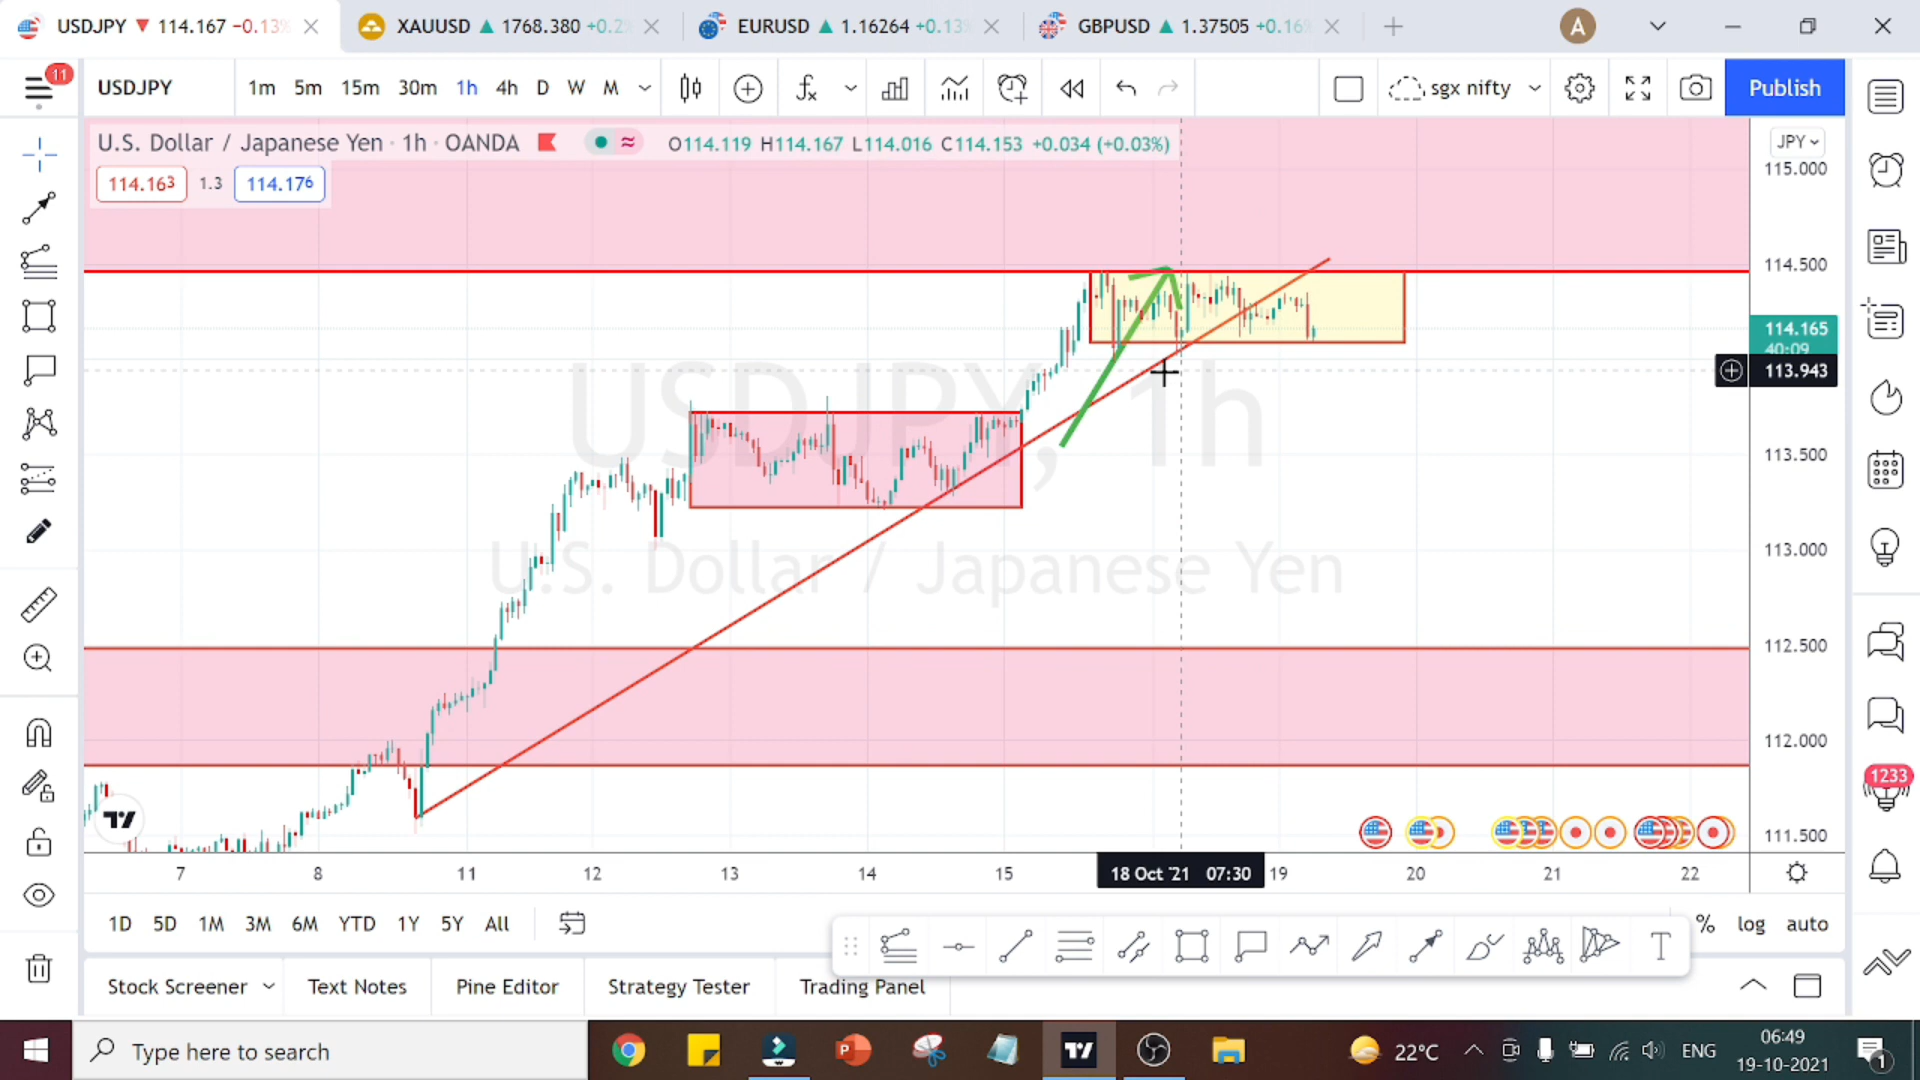 USDJPY ▼ 114.167 −0.13%
XAUUSD ▲ 1768.380 +0.2
EURUSD ▲ 1.16264 +0.13
GBPUSD ▲ 1.37505 +0.16
A
11
USDJPY
1m 5m 15m 30m 1h 4h D W M
sgx nifty
Publish
U.S. Dollar / Japanese Yen · 1h · OANDA
O114.119 H114.167 L114.016 C114.153 +0.034 (+0.03%)
114.163 1.3 114.176
JPY
115.000
114.500
114.165
40:09
113.943
113.500
113.000
112.500
112.000
111.500
USDJPY, 1h
U.S. Dollar / Japanese Yen
1233
7 8 11 12 13 14 15 18 Oct '21 07:30 19 20 21 22
1D 5D 1M 3M 6M YTD 1Y 5Y All
% log auto
T
Stock Screener Text Notes Pine Editor Strategy Tester Trading Panel
Type here to search
22°C
ENG
06:49
19-10-2021
1